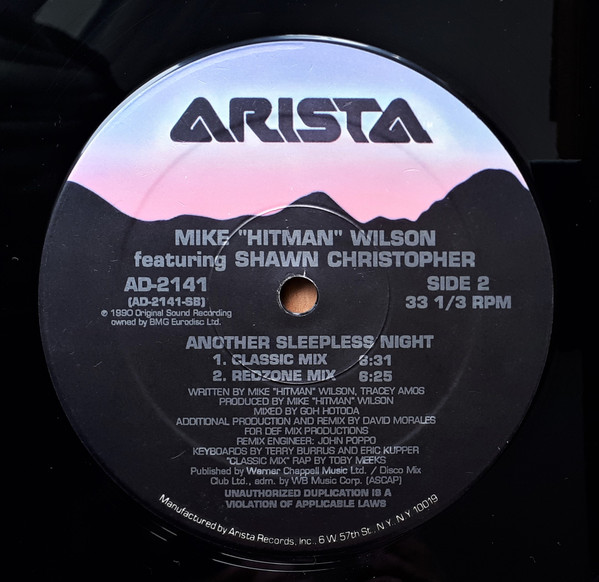 ARISTA
MIKE "HITMAN" WILSON
featuring SHAWN CHRISTOPHER
AD-2141 SIDE 2
(AD-2141-SB) 33 1/3 RPM
℗ 1990 Original Sound Recording
owned by BMG Eurodisc Ltd.
ANOTHER SLEEPLESS NIGHT
1. CLASSIC MIX 6:31
2. REDZONE MIX 6:25
WRITTEN BY MIKE "HITMAN" WILSON, TRACEY AMOS
PRODUCED BY MIKE "HITMAN" WILSON
MIXED BY GOH HOTODA
ADDITIONAL PRODUCTION AND REMIX BY DAVID MORALES
FOR DEF MIX PRODUCTIONS
REMIX ENGINEER: JOHN POPPO
KEYBOARDS BY TERRY BURRUS AND ERIC KUPPER
"CLASSIC MIX" RAP BY TOBY MEEKS
Published by Warner Chappell Music Ltd. / Disco Mix
Club Ltd., adm. by WB Music Corp. (ASCAP)
UNAUTHORIZED DUPLICATION IS A
VIOLATION OF APPLICABLE LAWS
Manufactured by Arista Records, Inc., 6 W. 57th St., N.Y. N.Y 10019